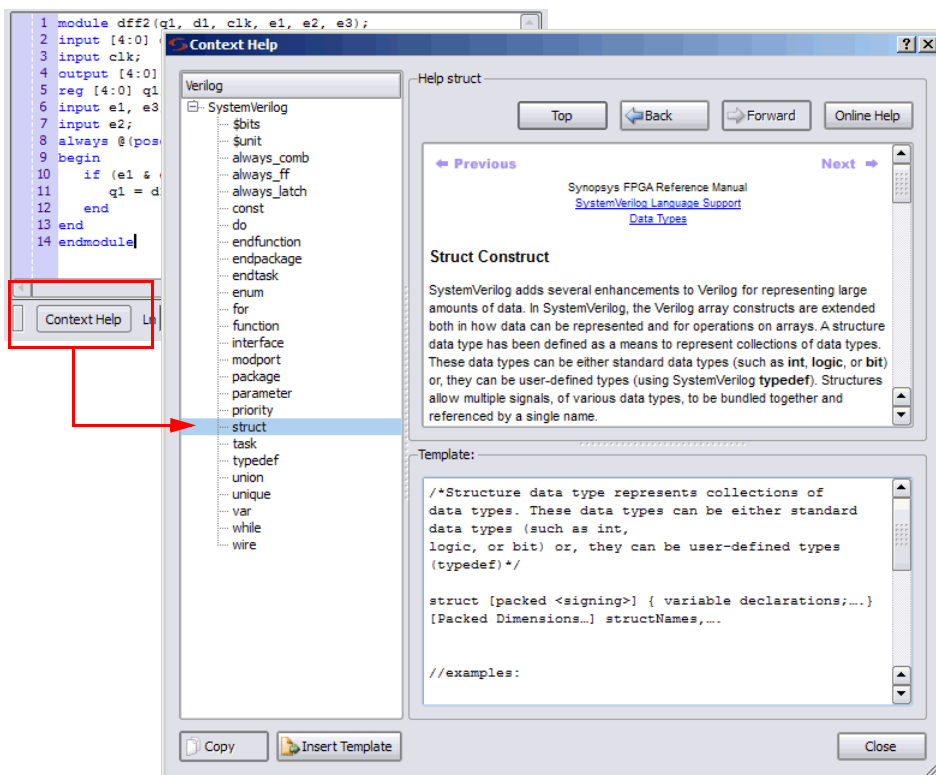 1 module dff2(q1, d1, clk, e1, e2, e3);
2 input [4:0]
3 input clk;
4 output [4:0]
5 reg [4:0] q1
6 input e1, e3
7 input e2;
8 always @(pose
9 begin
10 if (e1 &
11 q1 = d
12 end
13 end
14 endmodule
Context Help
Ln
Context Help
Verilog
SystemVerilog
$bits
$unit
always_comb
always_ff
always_latch
const
do
endfunction
endpackage
endtask
enum
for
function
interface
modport
package
parameter
priority
struct
task
typedef
union
unique
var
while
wire
Copy
Insert Template
Help struct
Top
Back
Forward
Online Help
Previous
Next
Synopsys FPGA Reference Manual
SystemVerilog Language Support
Data Types
Struct Construct
SystemVerilog adds several enhancements to Verilog for representing large
amounts of data. In SystemVerilog, the Verilog array constructs are extended
both in how data can be represented and for operations on arrays. A structure
data type has been defined as a means to represent collections of data types.
These data types can be either standard data types (such as int, logic, or bit)
or, they can be user-defined types (using SystemVerilog typedef). Structures
allow multiple signals, of various data types, to be bundled together and
referenced by a single name.
Template:
/*Structure data type represents collections of
data types. These data types can be either standard
data types (such as int,
logic, or bit) or, they can be user-defined types
(typedef)*/
struct [packed <signing>] { variable declarations;….}
[Packed Dimensions…] structNames,….
//examples:
Close